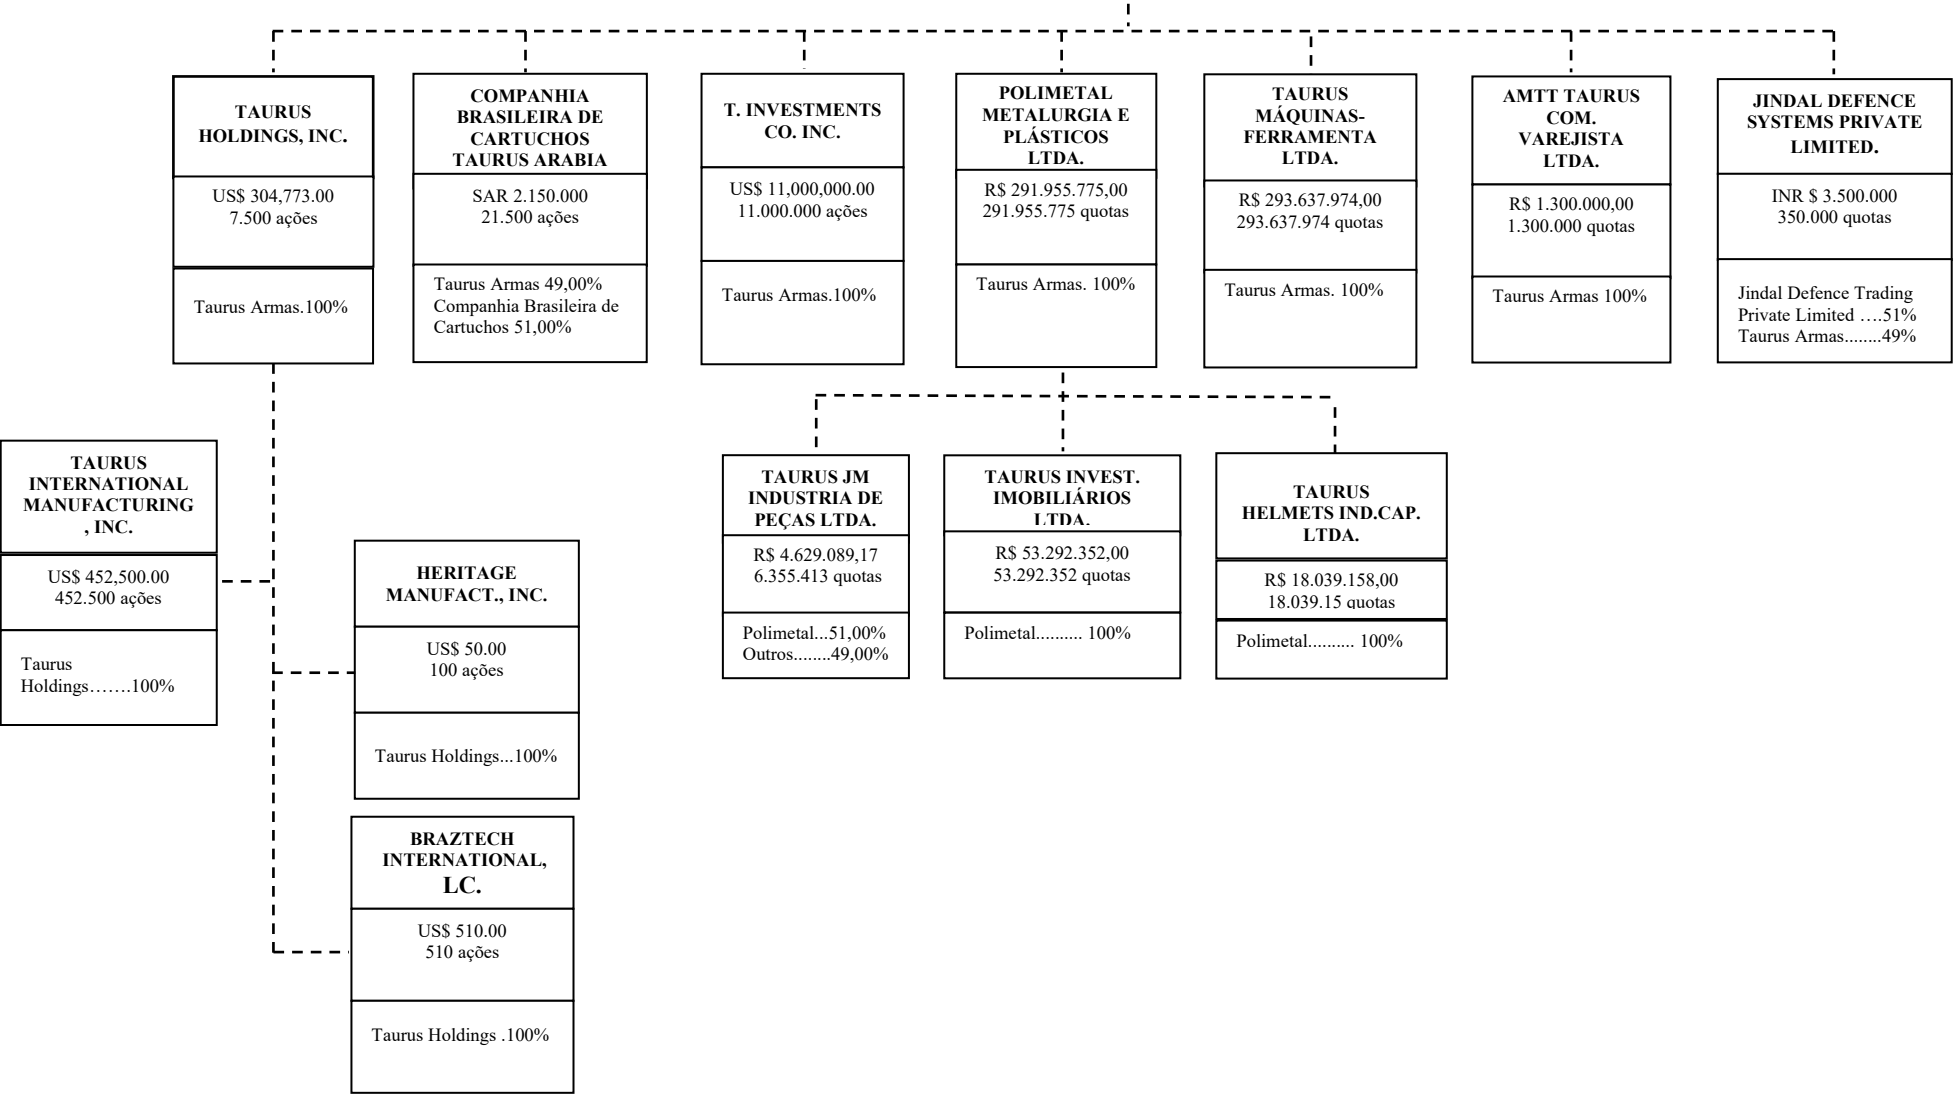 TAURUS
HOLDINGS, INC.
US$ 304,773.00
7.500 ações
Taurus Armas.100%
COMPANHIA
BRASILEIRA DE
CARTUCHOS
TAURUS ARABIA
SAR 2.150.000
21.500 ações
Taurus Armas 49,00%
Companhia Brasileira de
Cartuchos 51,00%
T. INVESTMENTS
CO. INC.
US$ 11,000,000.00
11.000.000 ações
Taurus Armas.100%
POLIMETAL
METALURGIA E
PLÁSTICOS
LTDA.
R$ 291.955.775,00
291.955.775 quotas
Taurus Armas. 100%
TAURUS
MÁQUINAS-
FERRAMENTA
LTDA.
R$ 293.637.974,00
293.637.974 quotas
Taurus Armas. 100%
AMTT TAURUS
COM.
VAREJISTA
LTDA.
R$ 1.300.000,00
1.300.000 quotas
Taurus Armas 100%
JINDAL DEFENCE
SYSTEMS PRIVATE
LIMITED.
INR $ 3.500.000
350.000 quotas
Jindal Defence Trading
Private Limited ….51%
Taurus Armas........49%
TAURUS
INTERNATIONAL
MANUFACTURING
, INC.
US$ 452,500.00
452.500 ações
Taurus
Holdings…….100%
HERITAGE
MANUFACT., INC.
US$ 50.00
100 ações
Taurus Holdings...100%
BRAZTECH
INTERNATIONAL,
LC.
US$ 510.00
510 ações
Taurus Holdings .100%
TAURUS JM
INDUSTRIA DE
PEÇAS LTDA.
R$ 4.629.089,17
6.355.413 quotas
Polimetal...51,00%
Outros........49,00%
TAURUS INVEST.
IMOBILIÁRIOS
LTDA.
R$ 53.292.352,00
53.292.352 quotas
Polimetal.......... 100%
TAURUS
HELMETS IND.CAP.
LTDA.
R$ 18.039.158,00
18.039.15 quotas
Polimetal.......... 100%